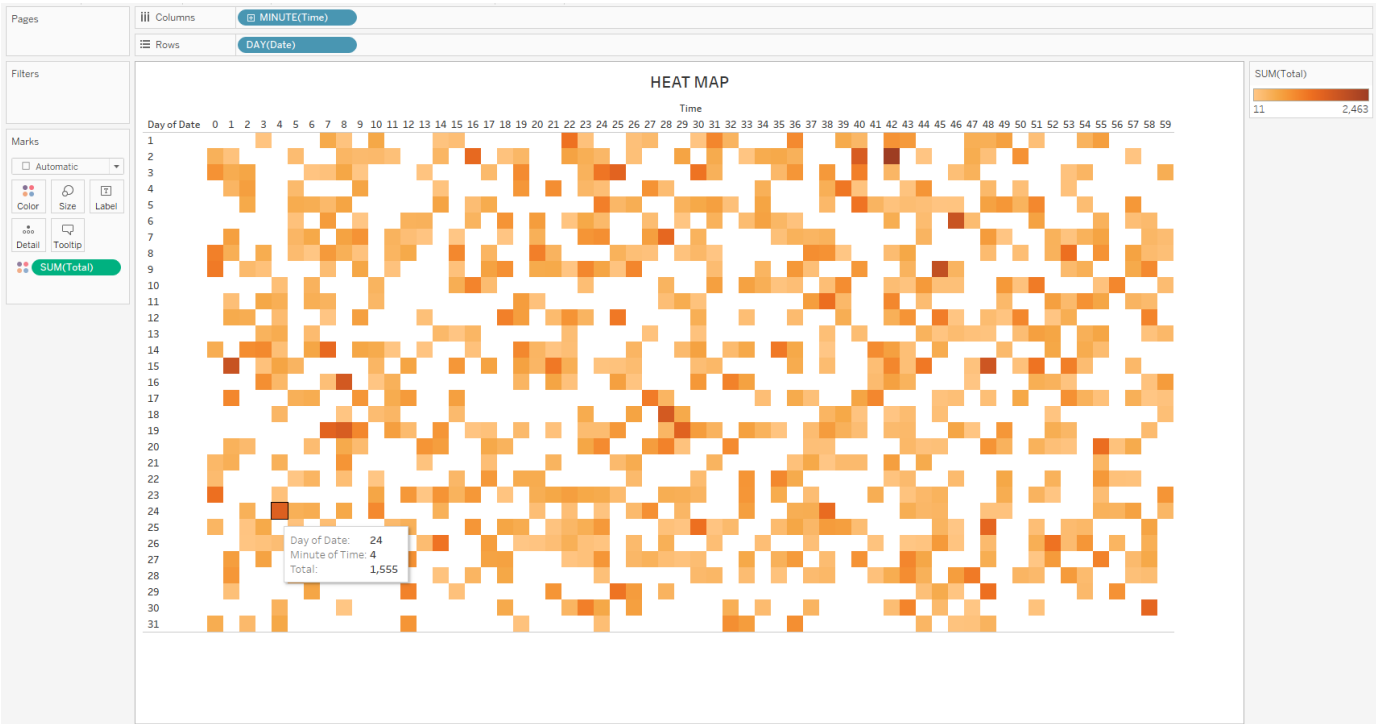 Pages
iii Columns
MINUTE(Time)
Rows
DAY(Date)
Filters
HEAT MAP
SUM(Total)
11 2,463
Time
Day of Date 0 1 2 3 4 5 6 7 8 9 10 11 12 13 14 15 16 17 18 19 20 21 22 23 24 25 26 27 28 29 30 31 32 33 34 35 36 37 38 39 40 41 42 43 44 45 46 47 48 49 50 51 52 53 54 55 56 57 58 59
Marks
Automatic
Color Size Label
Detail Tooltip
SUM(Total)
1
2
3
4
5
6
7
8
9
10
11
12
13
14
15
16
17
18
19
20
21
22
23
24
25
26
27
28
29
30
31
Day of Date: 24
Minute of Time: 4
Total: 1,555